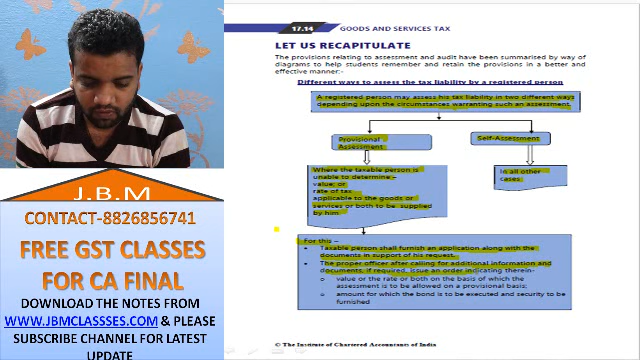 17.14 GOODS AND SERVICES TAX
LET US RECAPITULATE
The provisions relating to assessment and audit have been summarised by way of
diagrams to help students remember and retain the provisions in a better and
effective manner:-
Different ways to assess the tax liability by a registered person
A registered person may assess his tax liability in two different ways
depending upon the circumstances warranting such an assessment.
Provisional
Assessment
Self-Assessment
Where the taxable person is
unable to determine –
value; or
rate of tax
applicable to the goods or
services or both to be supplied
by him
In all other
cases
For this –
• Taxable person shall furnish an application along with the
documents in support of his request.
• The proper officer after calling for additional information and
documents, if required, issue an order indicating therein-
◦ value or the rate or both on the basis of which the
assessment is to be allowed on a provisional basis;
◦ amount for which the bond is to be executed and security to be
furnished
© The Institute of Chartered Accountants of India
J.B.M
CONTACT-8826856741
FREE GST CLASSES
FOR CA FINAL
DOWNLOAD THE NOTES FROM
WWW.JBMCLASSSES.COM & PLEASE
SUBSCRIBE CHANNEL FOR LATEST
UPDATE